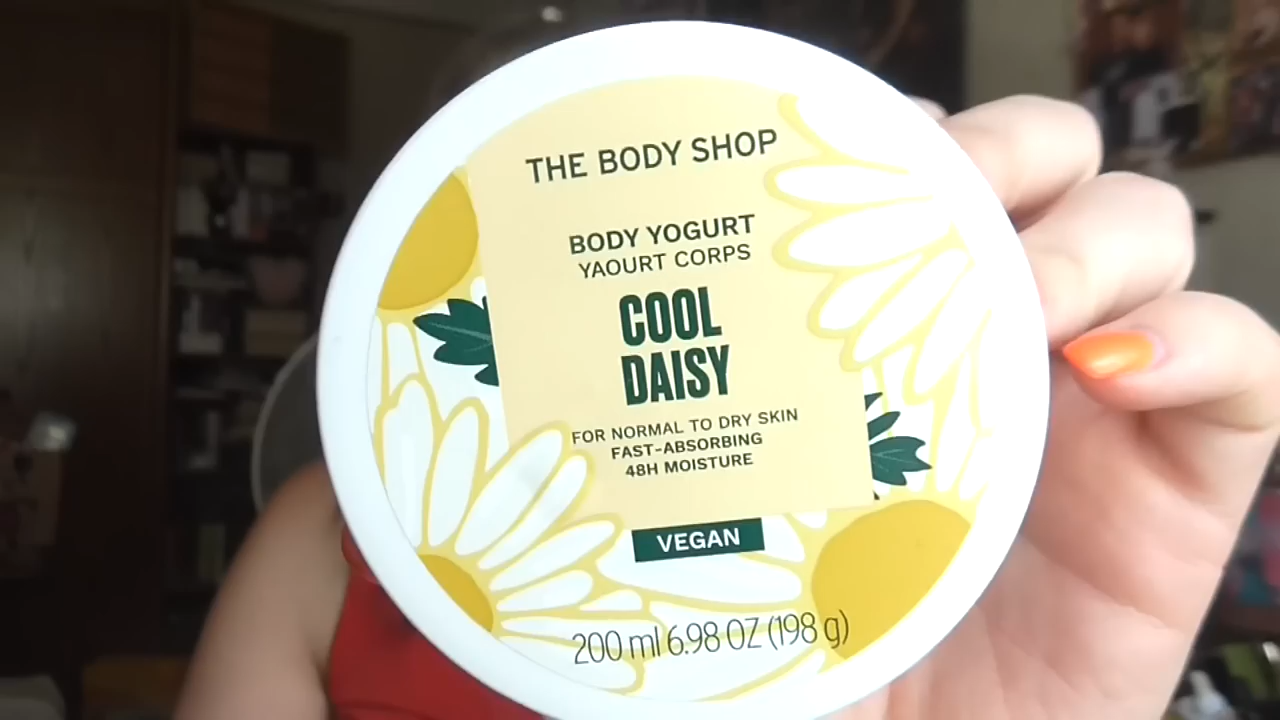 THE BODY SHOP
BODY YOGURT
YAOURT CORPS
COOL
DAISY
FOR NORMAL TO DRY SKIN
FAST-ABSORBING
48H MOISTURE
VEGAN
200 ml 6.98 OZ (198 g)